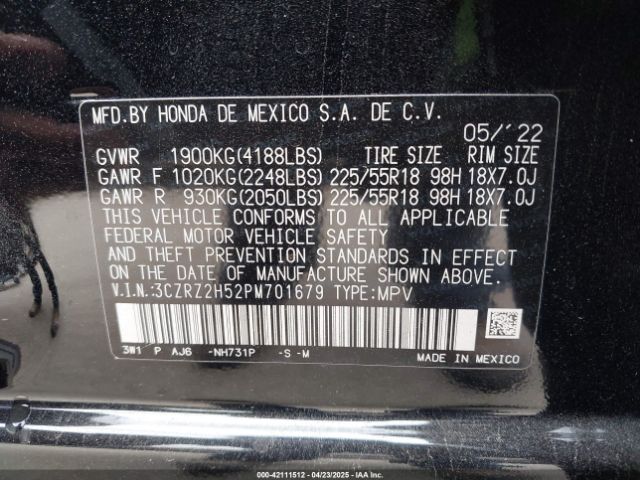 MFD.BY HONDA DE MEXICO S.A. DE C.V.
05/'22
GVWR 1900KG(4188LBS) TIRE SIZE RIM SIZE
GAWR F 1020KG(2248LBS) 225/55R18 98H 18X7.0J
GAWR R 930KG(2050LBS) 225/55R18 98H 18X7.0J
THIS VEHICLE CONFORMS TO ALL APPLICABLE
FEDERAL MOTOR VEHICLE SAFETY
AND THEFT PREVENTION STANDARDS IN EFFECT
ON THE DATE OF MANUFACTURE SHOWN ABOVE.
V.I.N.:3CZRZ2H52PM701679 TYPE:MPV
3W1 P AJ6 -NH731P -S -M
MADE IN MEXICO
000-42111512 - 04/23/2025 - IAAI.COM